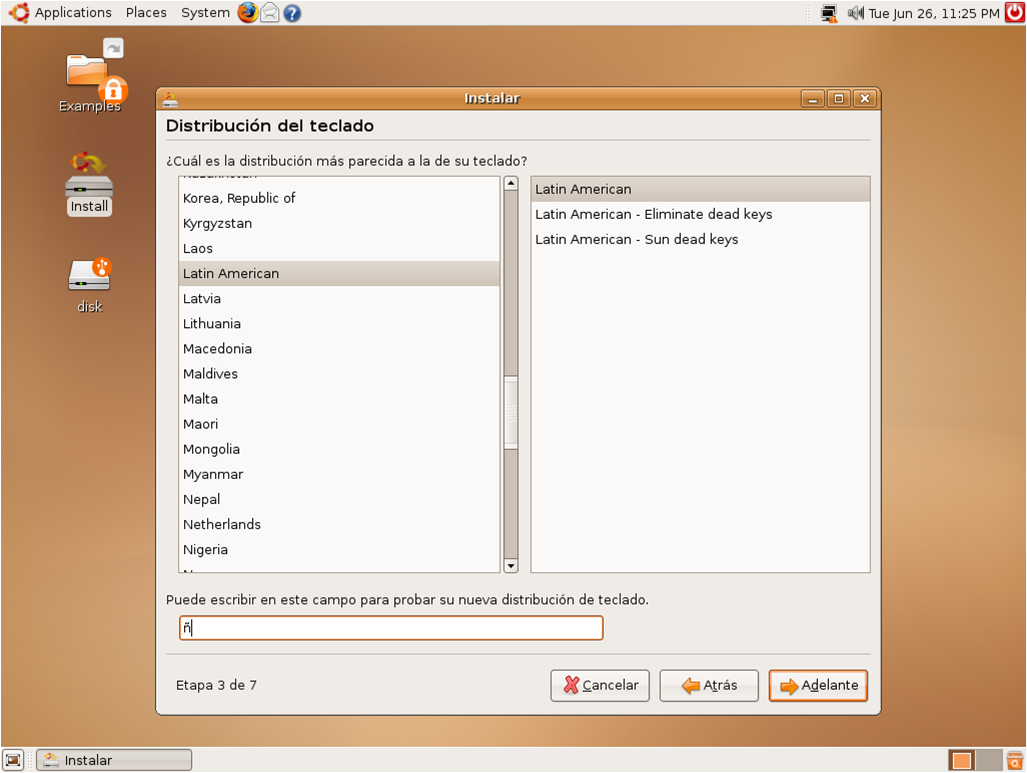 Applications Places System
Tue Jun 26, 11:25 PM
Examples
Install
disk
Instalar
Distribución del teclado
¿Cuál es la distribución más parecida a la de su teclado?
Korea, Republic of
Kyrgyzstan
Laos
Latin American
Latvia
Lithuania
Macedonia
Maldives
Malta
Maori
Mongolia
Myanmar
Nepal
Netherlands
Nigeria
Latin American
Latin American - Eliminate dead keys
Latin American - Sun dead keys
Puede escribir en este campo para probar su nueva distribución de teclado.
ñ
Etapa 3 de 7
Cancelar
Atrás
Adelante
Instalar